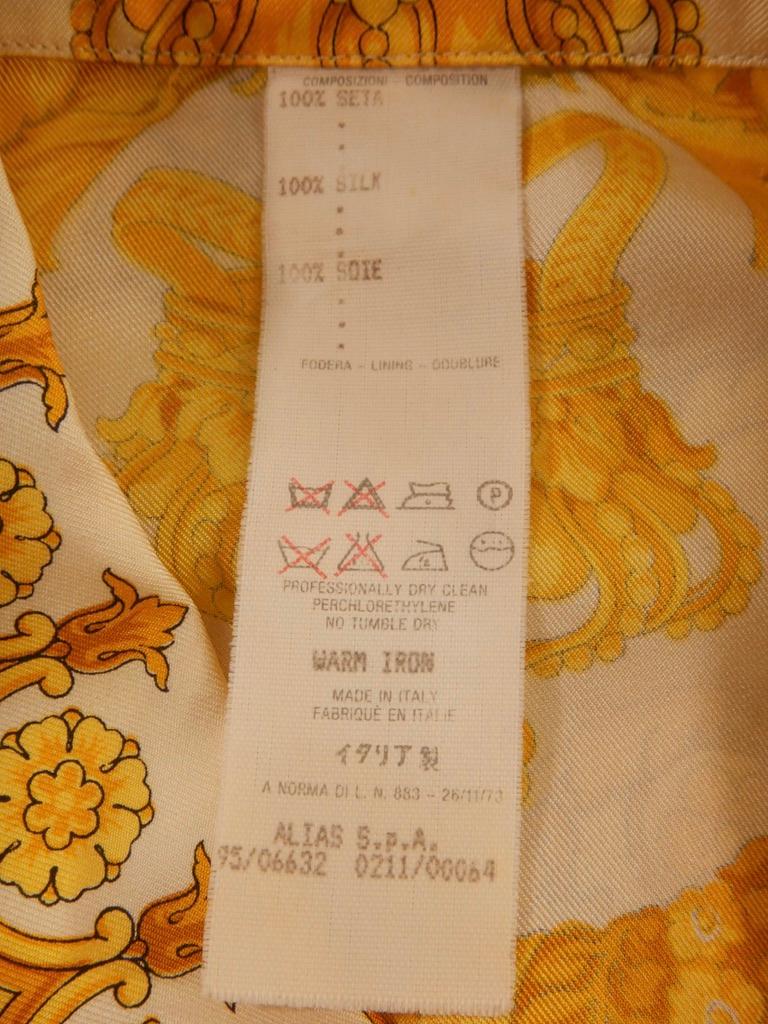 COMPOSIZIONI - COMPOSITION
100% SETA
100% SILK
100% SOIE
FODERA - LINING - DOUBLURE
P
PROFESSIONALLY DRY CLEAN
PERCHLORETHYLENE
NO TUMBLE DRY
WARM IRON
MADE IN ITALY
FABRIQUÉ EN ITALIE
イタリア製
A NORMA DI L. N. 883 - 26/11/73
ALIAS S.p.A.
95/06632 0211/00064